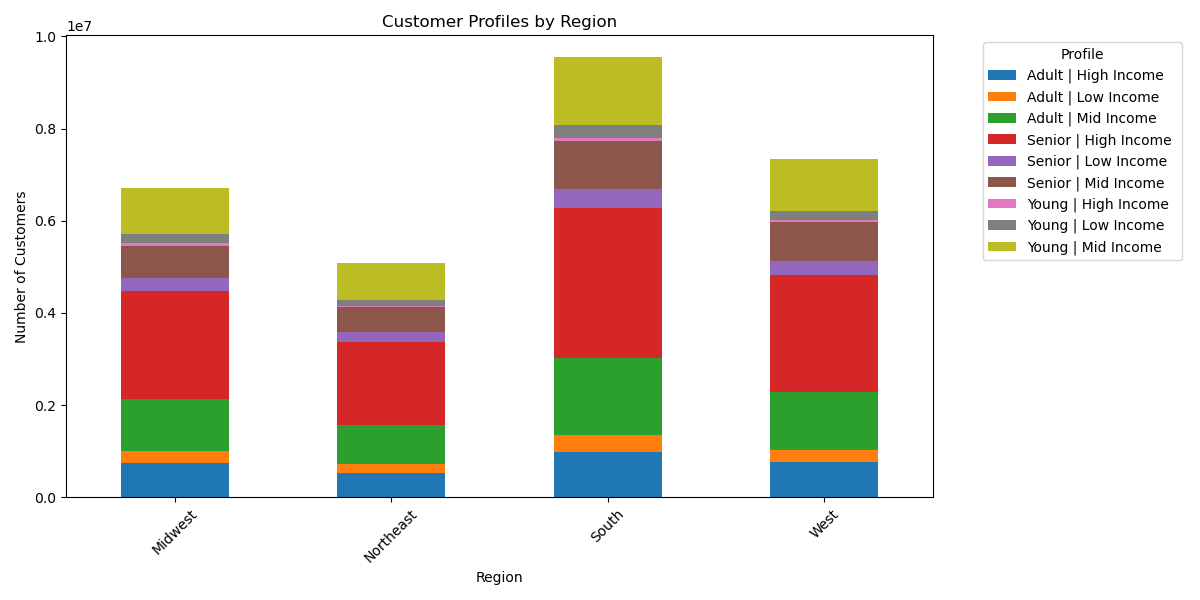 Customer Profiles by Region
1e7
1.0
0.8
0.6
0.4
0.2
0.0
Number of Customers
Midwest
Northeast
South
West
Region
Profile
Adult | High Income
Adult | Low Income
Adult | Mid Income
Senior | High Income
Senior | Low Income
Senior | Mid Income
Young | High Income
Young | Low Income
Young | Mid Income